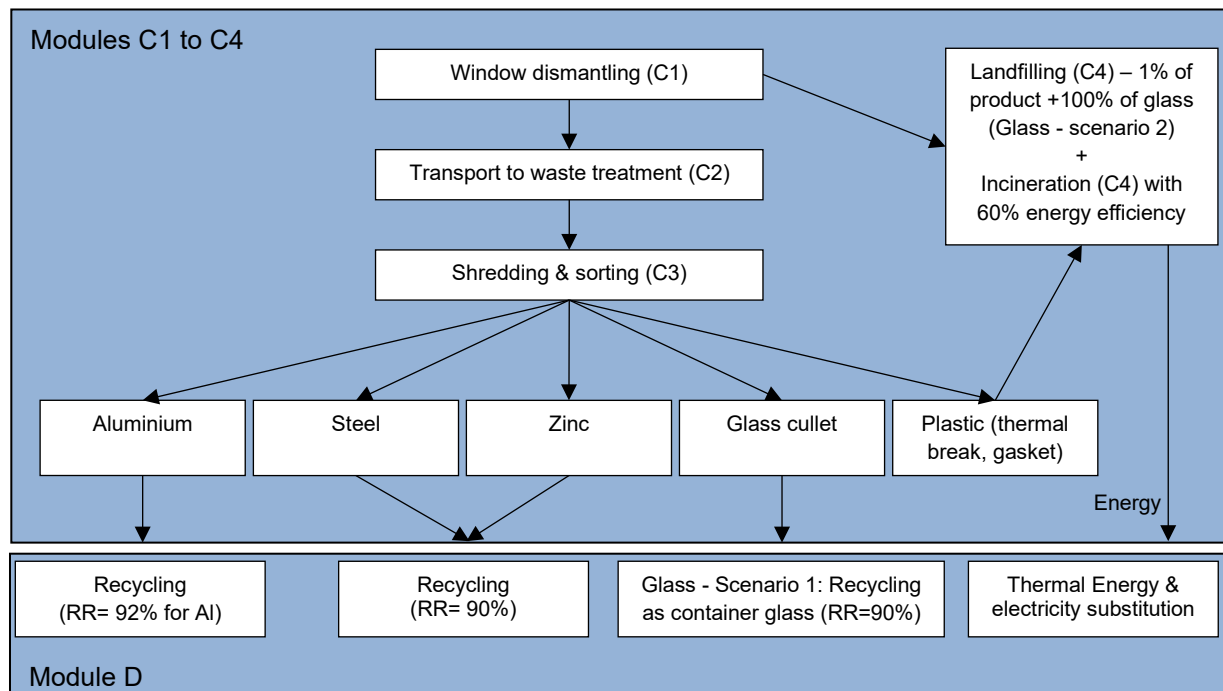 Modules C1 to C4
Window dismantling (C1)
Landfilling (C4) – 1% of
product +100% of glass
(Glass - scenario 2)
+
Incineration (C4) with
60% energy efficiency
Transport to waste treatment (C2)
Shredding & sorting (C3)
Aluminium
Steel
Zinc
Glass cullet
Plastic (thermal
break, gasket)
Energy
Recycling
(RR= 92% for Al)
Recycling
(RR= 90%)
Glass - Scenario 1: Recycling
as container glass (RR=90%)
Thermal Energy &
electricity substitution
Module D